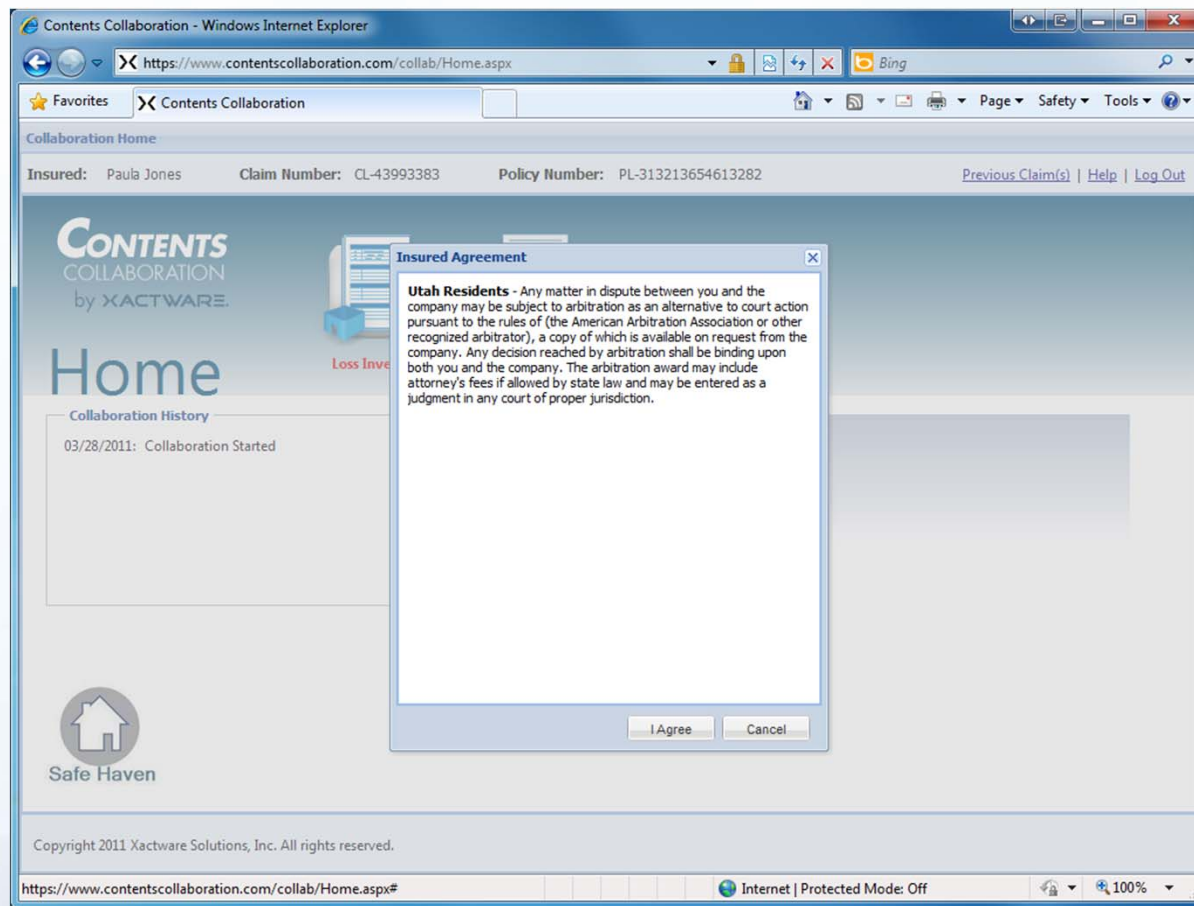 Contents Collaboration - Windows Internet Explorer
https://www.contentscollaboration.com/collab/Home.aspx
Bing
Favorites
Contents Collaboration
Page
Safety
Tools
Collaboration Home
Insured: Paula Jones Claim Number: CL-43993383 Policy Number: PL-313213654613282 Previous Claim(s) | Help | Log Out
CONTENTS
COLLABORATION
by XACTWARE.
Home
Loss Inve
Collaboration History
03/28/2011: Collaboration Started
Insured Agreement
Utah Residents - Any matter in dispute between you and the
company may be subject to arbitration as an alternative to court action
pursuant to the rules of (the American Arbitration Association or other
recognized arbitrator), a copy of which is available on request from the
company. Any decision reached by arbitration shall be binding upon
both you and the company. The arbitration award may include
attorney's fees if allowed by state law and may be entered as a
judgment in any court of proper jurisdiction.
I Agree
Cancel
Safe Haven
Copyright 2011 Xactware Solutions, Inc. All rights reserved.
https://www.contentscollaboration.com/collab/Home.aspx#
Internet | Protected Mode: Off
100%